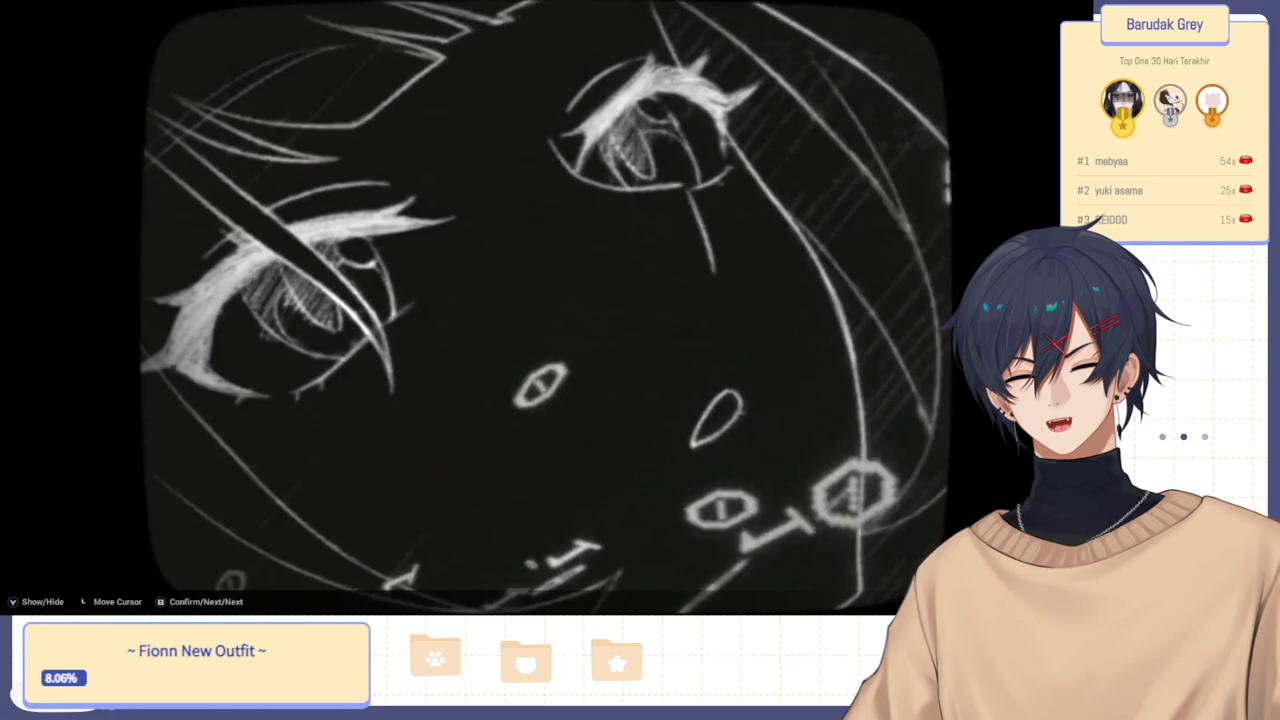 Barudak Grey
Top One 30 Hari Terakhir
#1 mebyaa 54x
#2 yuki asame 25x
#3 15x
Y Show/Hide L Move Cursor B Confirm/Next/Next
~ Fionn New Outfit ~
8.06%